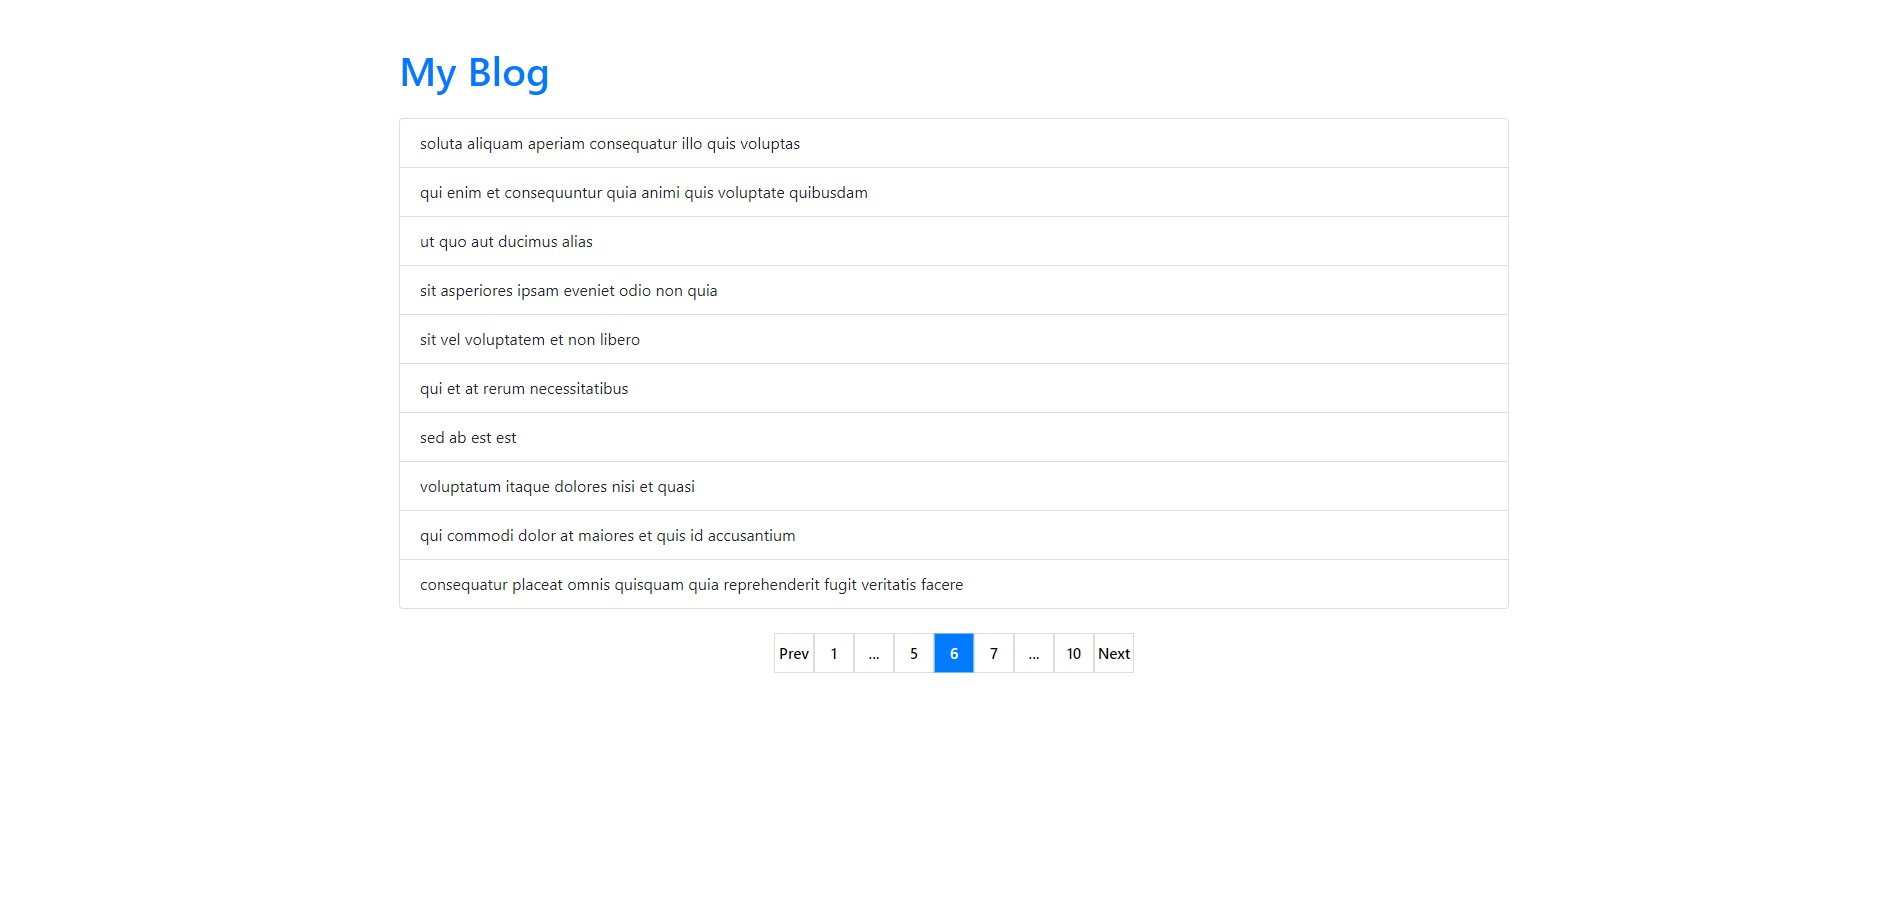 My Blog
soluta aliquam aperiam consequatur illo quis voluptas
qui enim et consequuntur quia animi quis voluptate quibusdam
ut quo aut ducimus alias
sit asperiores ipsam eveniet odio non quia
sit vel voluptatem et non libero
qui et at rerum necessitatibus
sed ab est est
voluptatum itaque dolores nisi et quasi
qui commodi dolor at maiores et quis id accusantium
consequatur placeat omnis quisquam quia reprehenderit fugit veritatis facere
Prev 1 ... 5 6 7 ... 10 Next